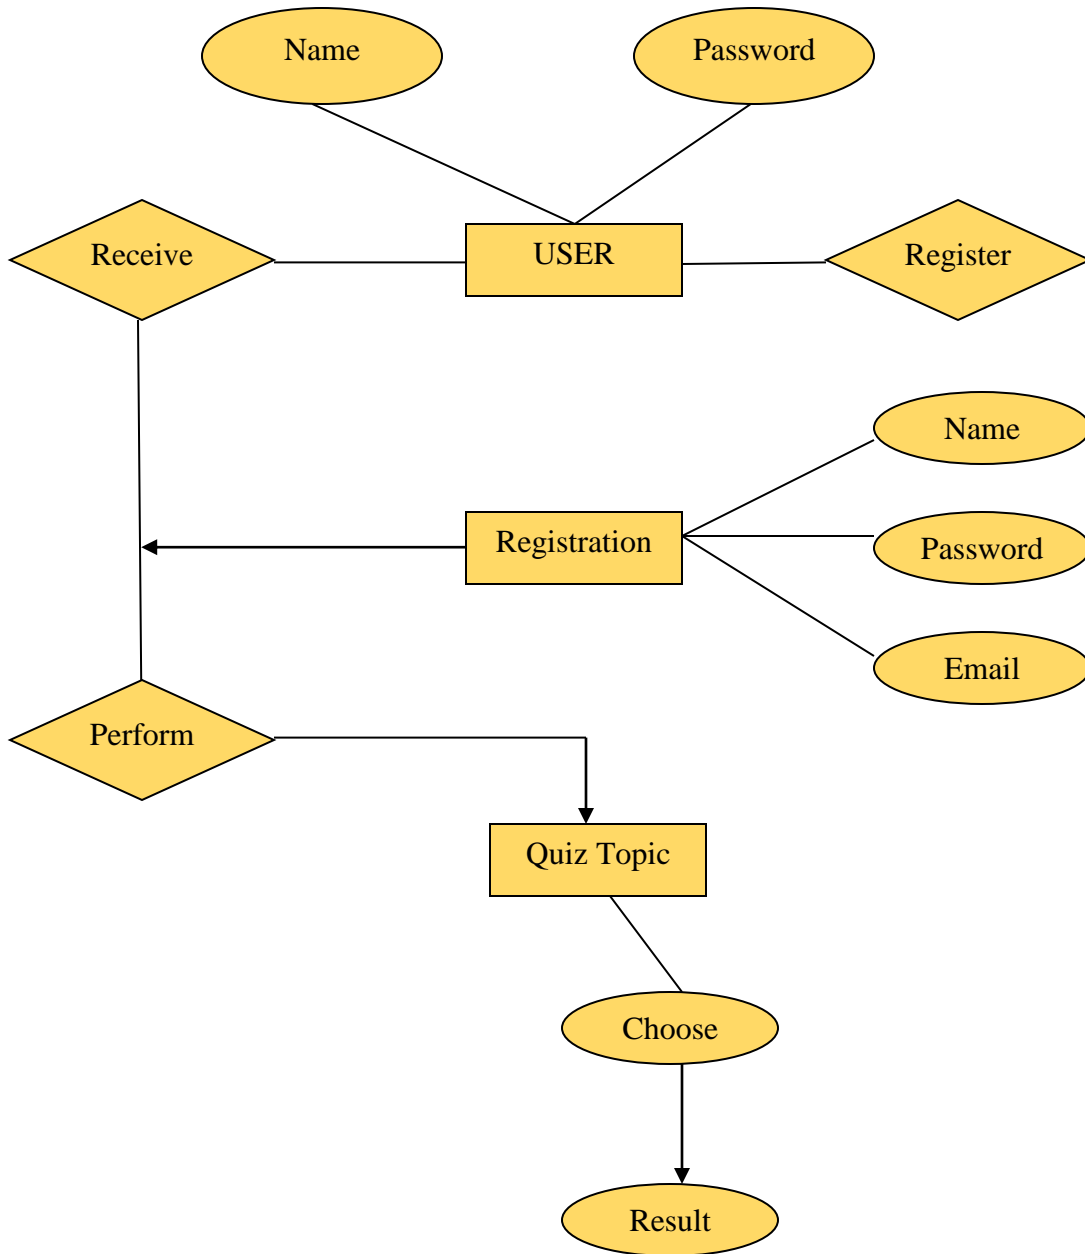 Name
Password
Receive
USER
Register
Name
Registration
Password
Email
Perform
Quiz Topic
Choose
Result